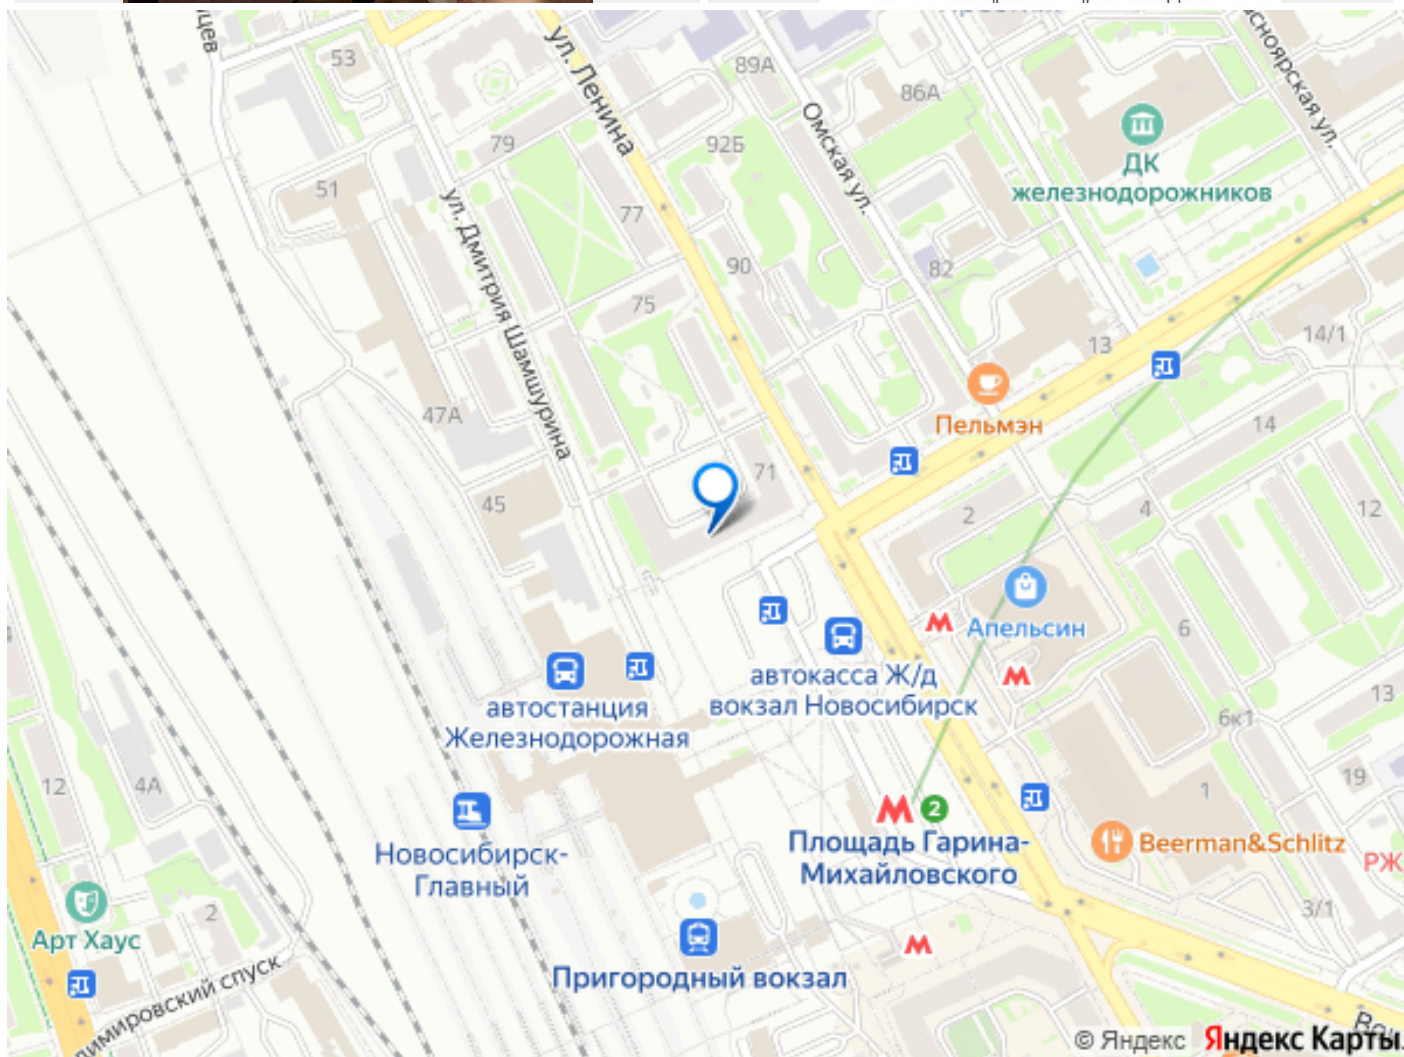 53
ул. Ленина
89А
86А
Омская ул.
79
92Б
51
77
ДК
железнодорожников
ул. Дмитрия Шамшурина
90
82
75
13
14/1
47А
Пельмэн
14
71
45
2
4
12
Апельсин
6
автокасса Ж/д
вокзал Новосибирск
автостанция
Железнодорожная
13
6к1
12
4А
19
1
2
Площадь Гарина-
Михайловского
Beerman&Schlitz
Новосибирск-
Главный
РЖ
2
3/1
Арт Хаус
Пригородный вокзал
© Яндекс Яндекс Карты